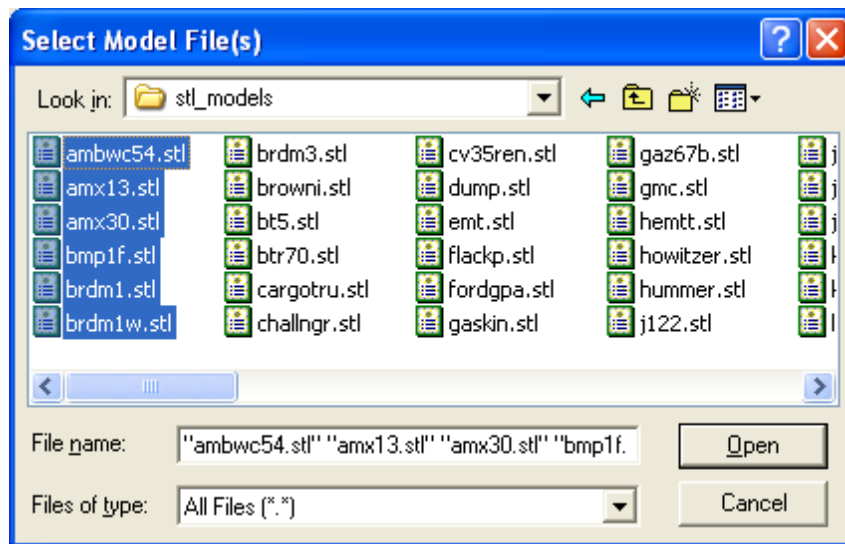 Select Model File(s)
Look in: stl_models
ambwc54.stl brdm3.stl cv35ren.stl gaz67b.stl j
amx13.stl browni.stl dump.stl gmc.stl j
amx30.stl bt5.stl emt.stl hemtt.stl j
bmp1f.stl btr70.stl flackp.stl howitzer.stl
brdm1.stl cargotru.stl fordgpa.stl hummer.stl
brdm1w.stl challngr.stl gaskin.stl j122.stl l
File name: "ambwc54.stl" "amx13.stl" "amx30.stl" "bmp1f. Open
Files of type: All Files (*.*) Cancel